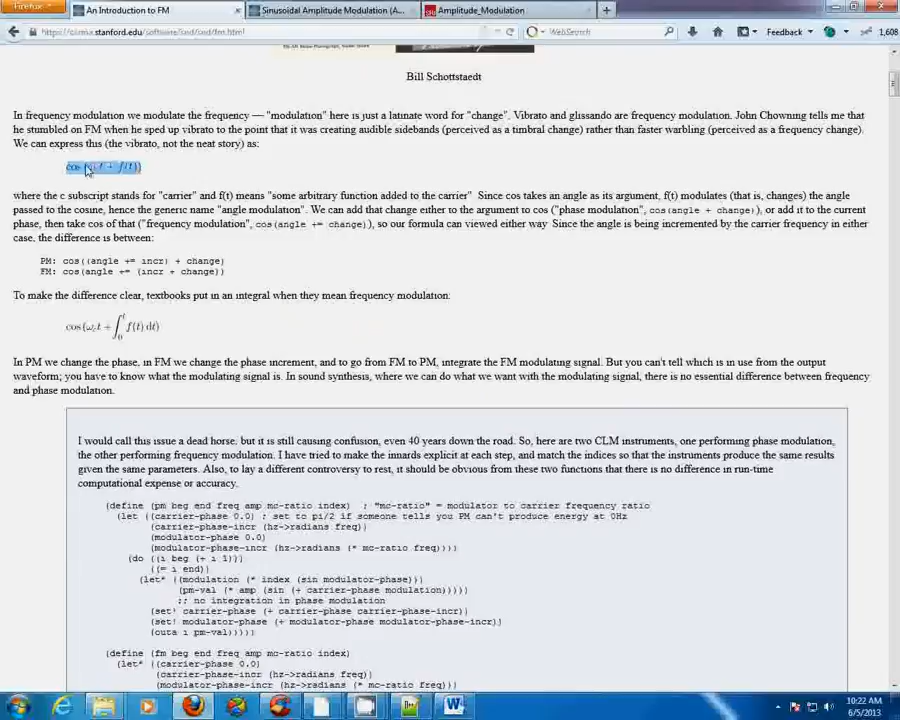 Firefox
An Introduction to FM
Sinusoidal Amplitude Modulation (A...
Amplitude_Modulation
https://ccrma.stanford.edu/software/snd/snd/fm.html
WebSearch
Feedback
1,608
Bill Schottstaedt
In frequency modulation we modulate the frequency — "modulation" here is just a latinate word for "change". Vibrato and glissando are frequency modulation. John Chowning tells me that
he stumbled on FM when he sped up vibrato to the point that it was creating audible sidebands (perceived as a timbral change) rather than faster warbling (perceived as a frequency change).
We can express this (the vibrato, not the neat story) as:
cos (ω t + f(t))
where the c subscript stands for "carrier" and f(t) means "some arbitrary function added to the carrier" Since cos takes an angle as its argument, f(t) modulates (that is, changes) the angle
passed to the cosine, hence the generic name "angle modulation". We can add that change either to the argument to cos ("phase modulation", cos(angle + change)), or add it to the current
phase, then take cos of that ("frequency modulation", cos(angle += change)), so our formula can viewed either way Since the angle is being incremented by the carrier frequency in either
case, the difference is between:
PM: cos((angle += incr) + change)
FM: cos(angle += (incr + change))
To make the difference clear, textbooks put in an integral when they mean frequency modulation:
cos(ωct + ∫0t f(t) dt)
In PM we change the phase, in FM we change the phase increment, and to go from FM to PM, integrate the FM modulating signal. But you can't tell which is in use from the output
waveform; you have to know what the modulating signal is. In sound synthesis, where we can do what we want with the modulating signal, there is no essential difference between frequency
and phase modulation.
I would call this issue a dead horse, but it is still causing confusion, even 40 years down the road. So, here are two CLM instruments, one performing phase modulation,
the other performing frequency modulation. I have tried to make the innards explicit at each step, and match the indices so that the instruments produce the same results
given the same parameters. Also, to lay a different controversy to rest, it should be obvious from these two functions that there is no difference in run-time
computational expense or accuracy.
(define (pm beg end freq amp mc-ratio index) ; "mc-ratio" = modulator to carrier frequency ratio
(let ((carrier-phase 0.0) ; set to pi/2 if someone tells you PM can't produce energy at 0Hz
(carrier-phase-incr (hz->radians freq))
(modulator-phase 0.0)
(modulator-phase-incr (hz->radians (* mc-ratio freq))))
(do ((i beg (+ i 1)))
((= i end))
(let* ((modulation (* index (sin modulator-phase)))
(pm-val (* amp (sin (+ carrier-phase modulation)))))
;; no integration in phase modulation
(set! carrier-phase (+ carrier-phase carrier-phase-incr))
(set! modulator-phase (+ modulator-phase modulator-phase-incr))
(outa i pm-val)))))
(define (fm beg end freq amp mc-ratio index)
(let* ((carrier-phase 0.0)
(carrier-phase-incr (hz->radians freq))
(modulator-phase-incr (hz->radians (* mc-ratio freq)))
10:22 AM
6/5/2013